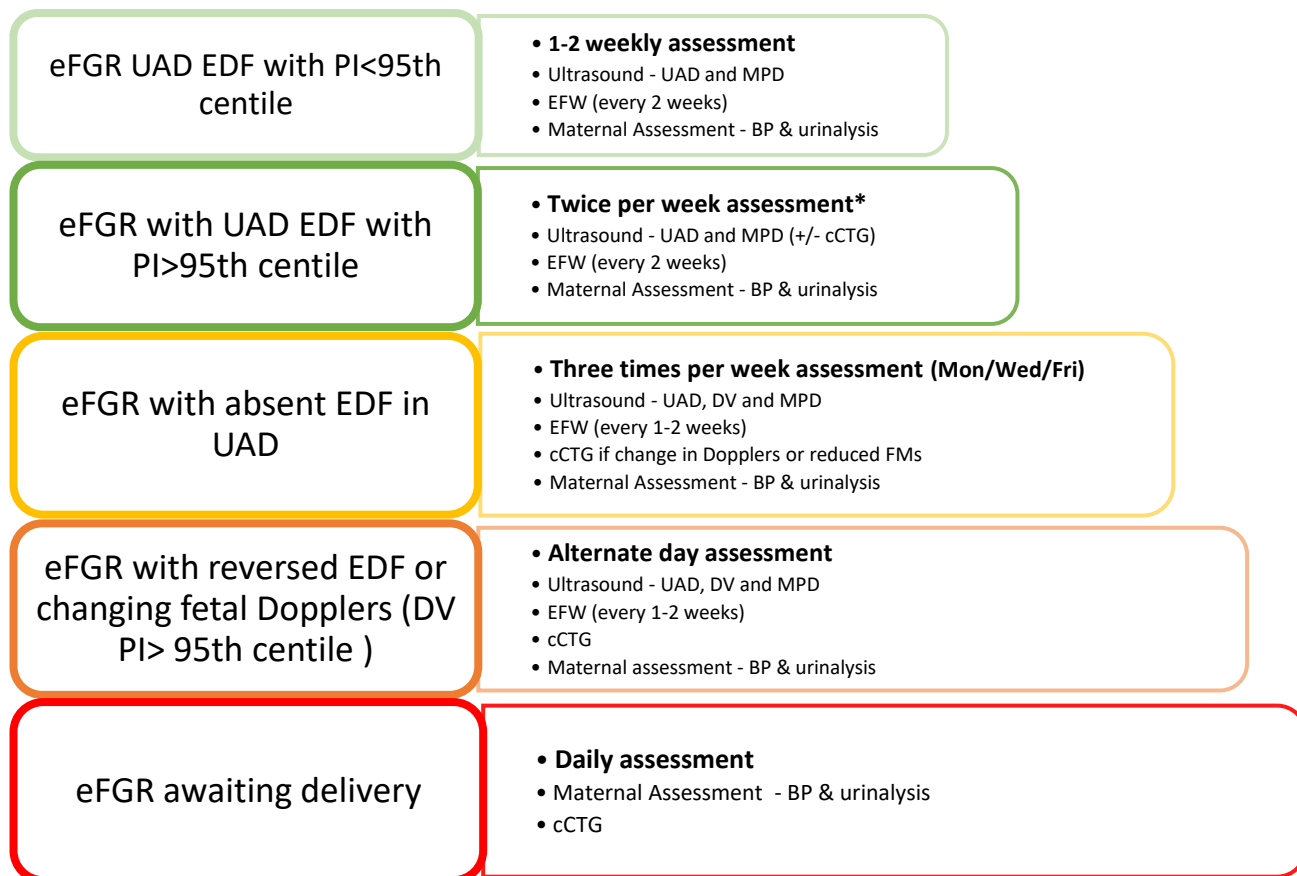 eFGR UAD EDF with PI<95th
centile
• 1-2 weekly assessment
• Ultrasound - UAD and MPD
• EFW (every 2 weeks)
• Maternal Assessment - BP & urinalysis
eFGR with UAD EDF with
PI>95th centile
• Twice per week assessment*
• Ultrasound - UAD and MPD (+/- cCTG)
• EFW (every 2 weeks)
• Maternal Assessment - BP & urinalysis
eFGR with absent EDF in
UAD
• Three times per week assessment (Mon/Wed/Fri)
• Ultrasound - UAD, DV and MPD
• EFW (every 1-2 weeks)
• cCTG if change in Dopplers or reduced FMs
• Maternal Assessment - BP & urinalysis
eFGR with reversed EDF or
changing fetal Dopplers (DV
PI> 95th centile )
• Alternate day assessment
• Ultrasound - UAD, DV and MPD
• EFW (every 1-2 weeks)
• cCTG
• Maternal assessment - BP & urinalysis
eFGR awaiting delivery
• Daily assessment
• Maternal Assessment - BP & urinalysis
• cCTG